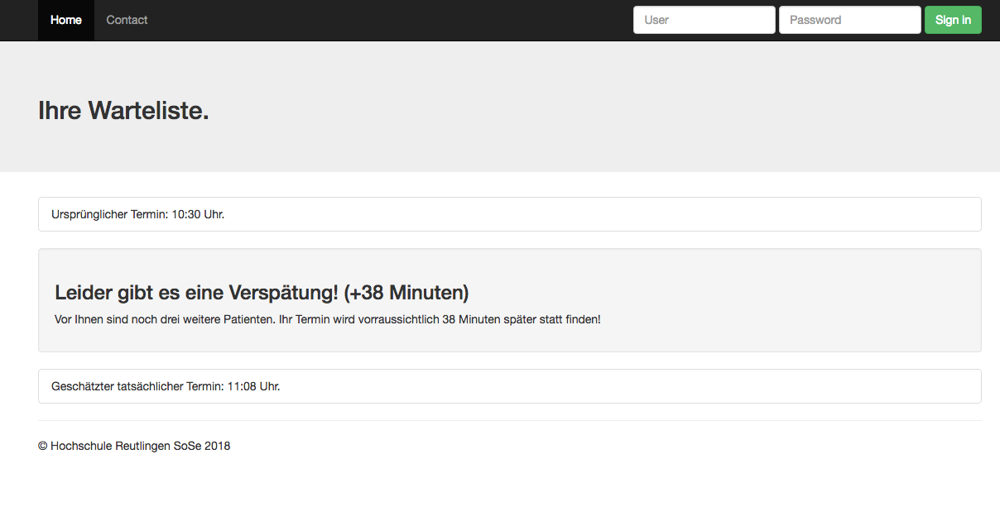 Home Contact User Password Sign in
Ihre Warteliste.
Ursprünglicher Termin: 10:30 Uhr.
Leider gibt es eine Verspätung! (+38 Minuten)
Vor Ihnen sind noch drei weitere Patienten. Ihr Termin wird vorraussichtlich 38 Minuten später statt finden!
Geschätzter tatsächlicher Termin: 11:08 Uhr.
© Hochschule Reutlingen SoSe 2018